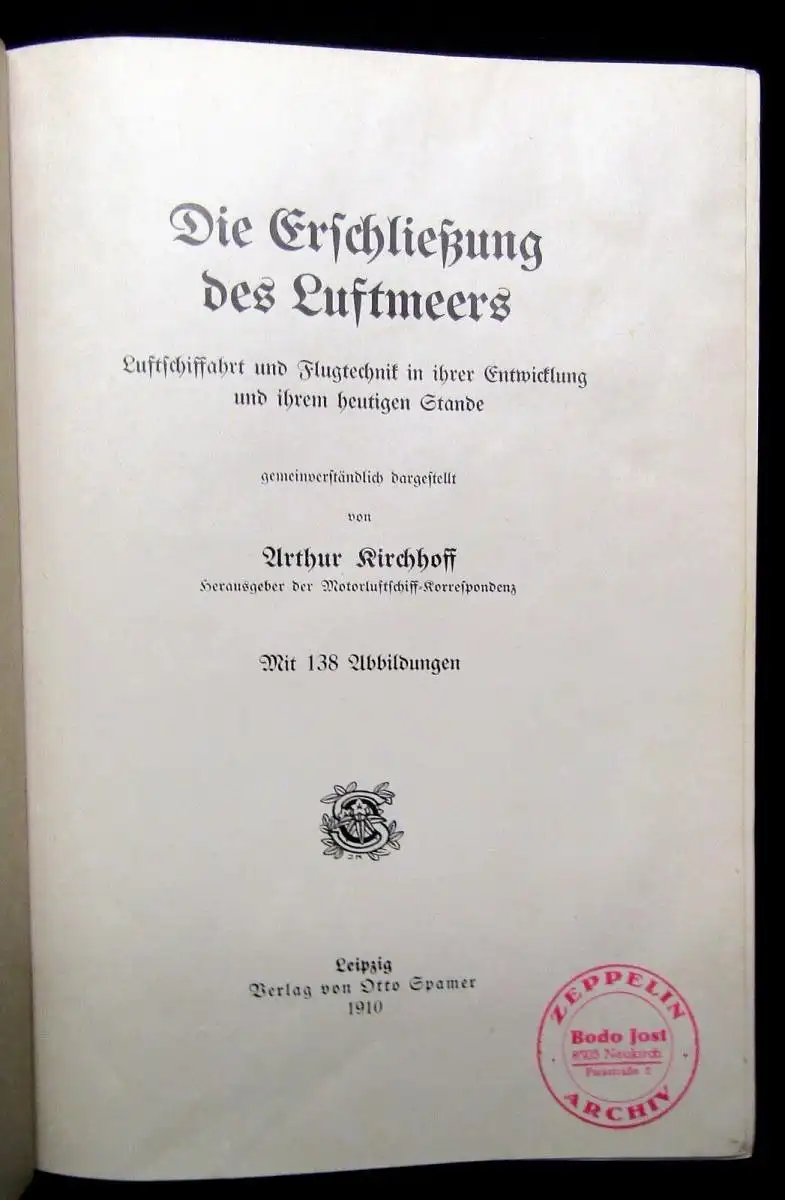 Die Erſchließung
des Luftmeers
Luftſchiffahrt und Flugtechnik in ihrer Entwicklung
und ihrem heutigen Stande
gemeinverſtändlich dargeſtellt
von
Arthur Kirchhoff
Herausgeber der Motorluftſchiff-Korreſpondenz
Mit 138 Abbildungen
Leipzig
Verlag von Otto Spamer
1910
ZEPPELIN
Bodo Jost
Neukirch
ARCHIV